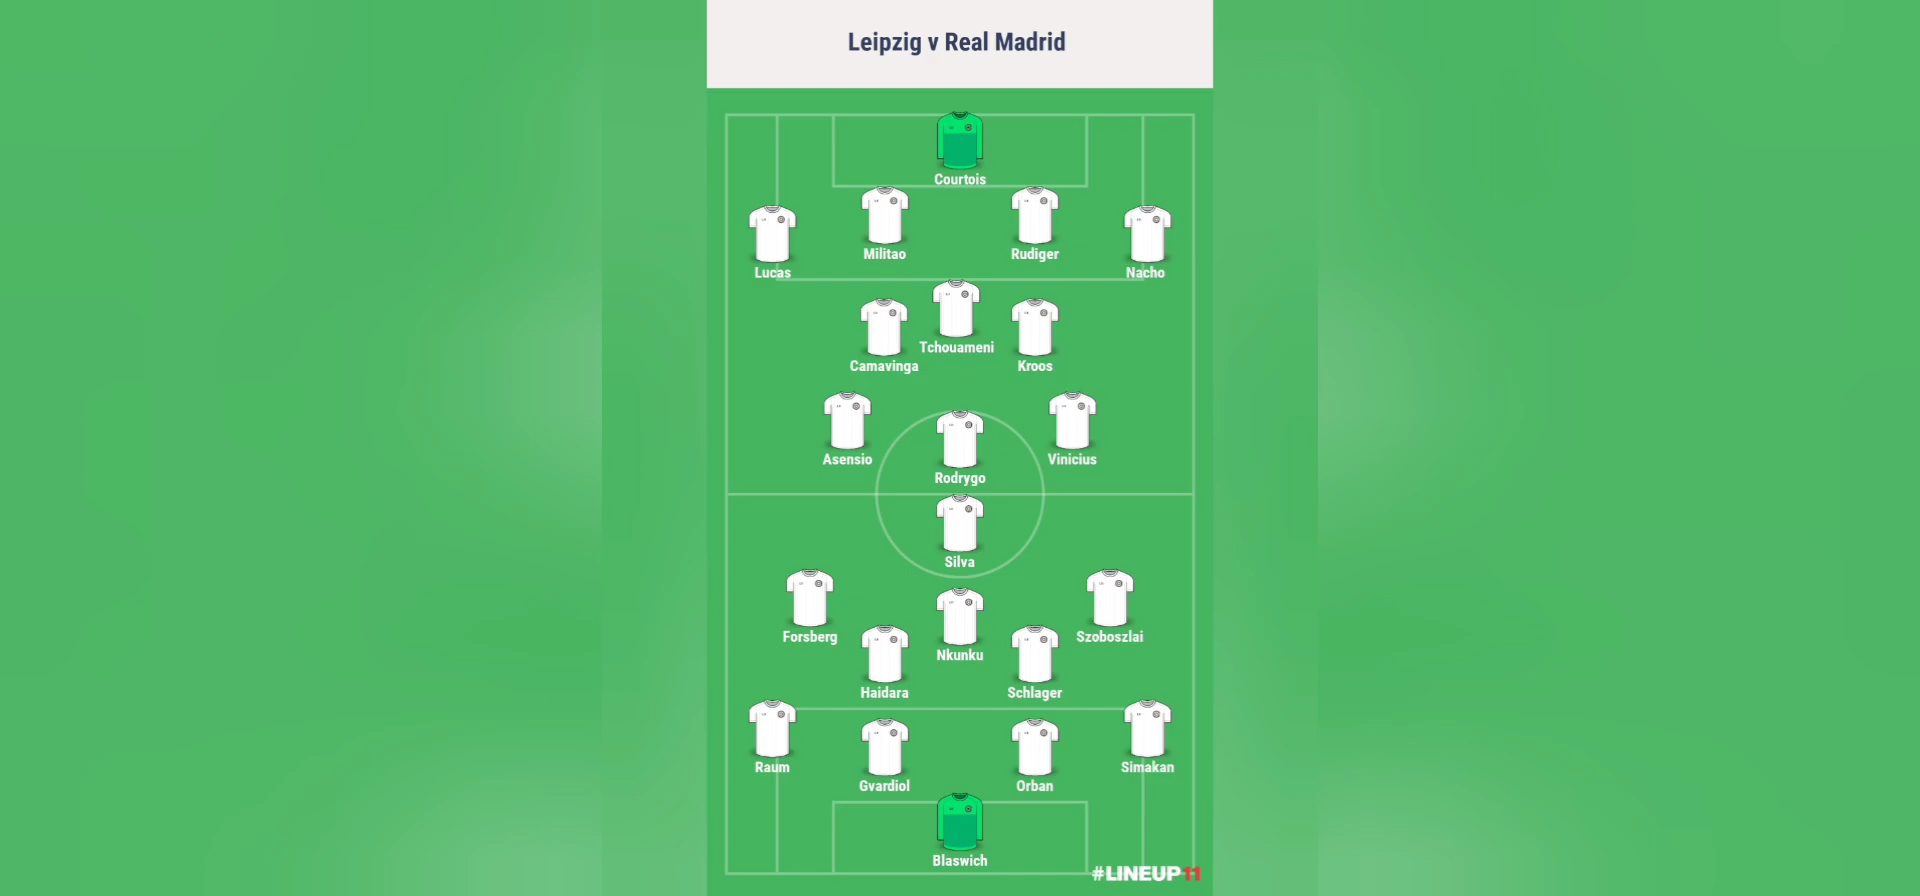 Leipzig v Real Madrid
Courtois
Militao
Rudiger
Lucas
Nacho
Tchouameni
Camavinga
Kroos
Asensio
Vinicius
Rodrygo
Silva
Forsberg
Szoboszlai
Nkunku
Haidara
Schlager
Raum
Simakan
Gvardiol
Orban
Blaswich
#LINEUP11